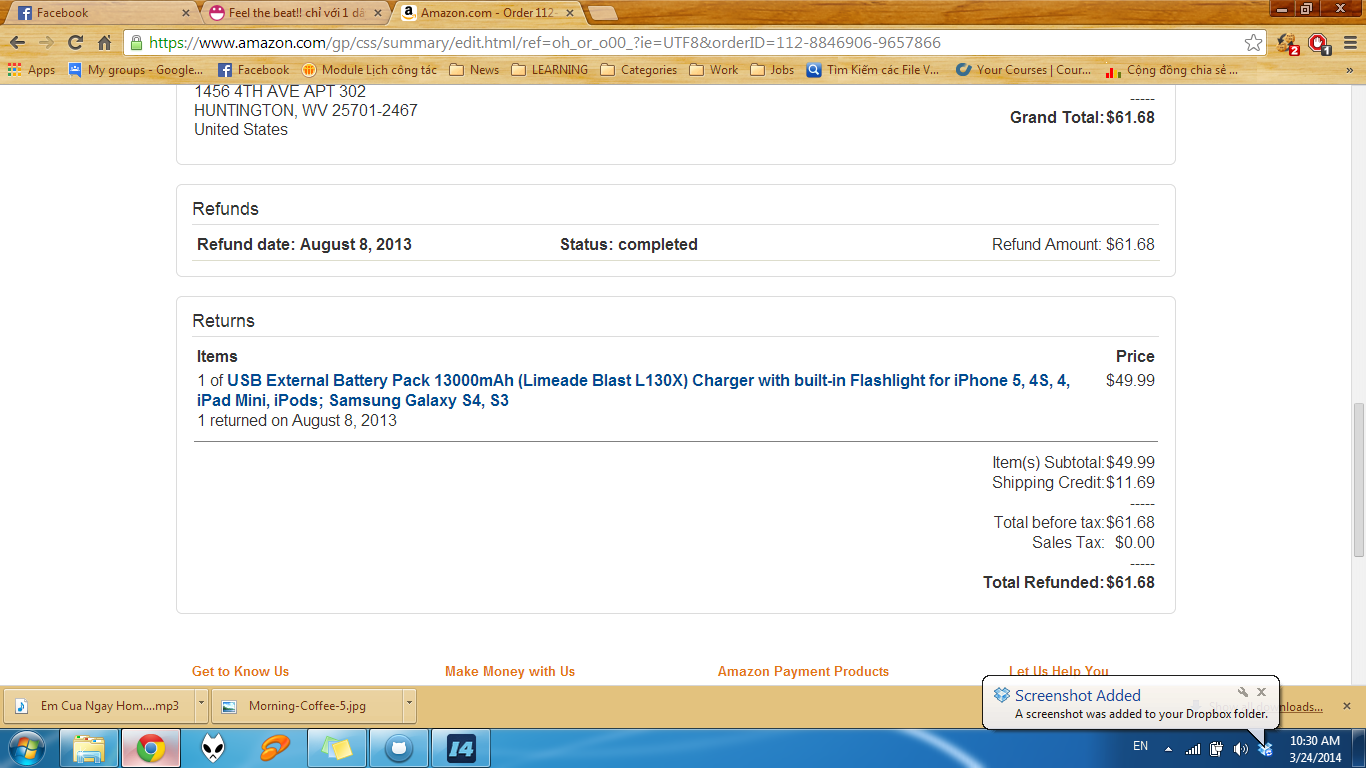 Facebook
Feel the beat!! chỉ với 1 đă
Amazon.com - Order 112-
https://www.amazon.com/gp/css/summary/edit.html/ref=oh_or_o00_?ie=UTF8&orderID=112-8846906-9657866
2
1
Apps
My groups - Google...
Facebook
Module Lịch công tác
News
LEARNING
Categories
Work
Jobs
Tìm Kiếm các File V...
Your Courses | Cour...
Cộng đồng chia sẻ ...
»
1456 4TH AVE APT 302
HUNTINGTON, WV 25701-2467
United States
-----
Grand Total: $61.68
Refunds
Refund date: August 8, 2013 Status: completed Refund Amount: $61.68
Returns
Items Price
1 of USB External Battery Pack 13000mAh (Limeade Blast L130X) Charger with built-in Flashlight for iPhone 5, 4S, 4, $49.99
iPad Mini, iPods; Samsung Galaxy S4, S3
1 returned on August 8, 2013
Item(s) Subtotal: $49.99
Shipping Credit: $11.69
-----
Total before tax: $61.68
Sales Tax: $0.00
-----
Total Refunded: $61.68
Get to Know Us Make Money with Us Amazon Payment Products Let Us Help You
Screenshot Added
A screenshot was added to your Dropbox folder.
Em Cua Ngay Hom....mp3
Morning-Coffee-5.jpg
14
EN
10:30 AM
3/24/2014